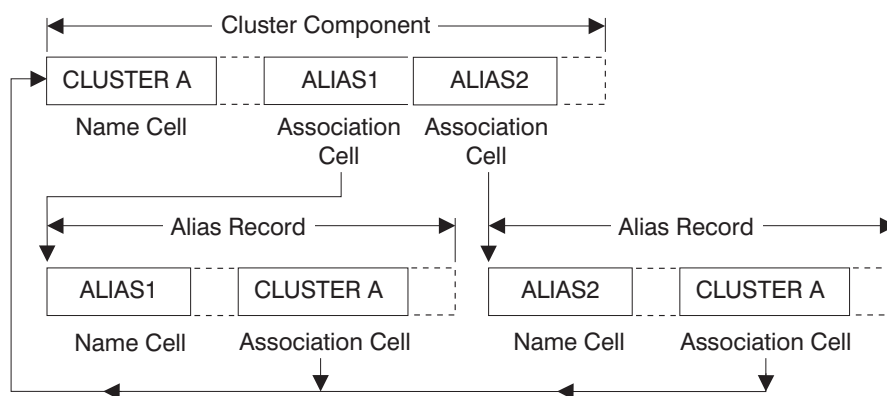 Cluster Component
CLUSTER A ALIAS1 ALIAS2
Name Cell Association Cell Association Cell
Alias Record Alias Record
ALIAS1 CLUSTER A ALIAS2 CLUSTER A
Name Cell Association Cell Name Cell Association Cell